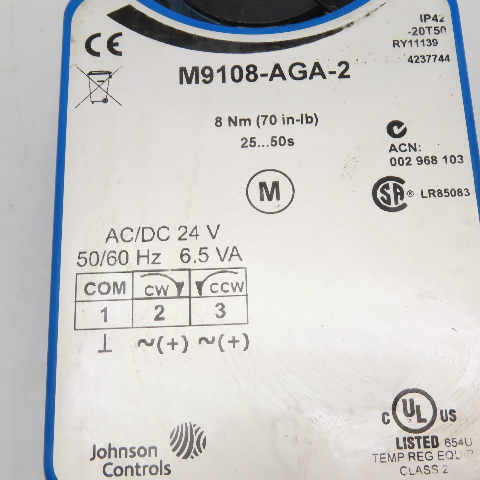 IP42
-20T50
RY11139
4237744
CE
M9108-AGA-2
8 Nm (70 in-lb)
25...50s
ACN:
002 968 103
M
SA ® LR85083
AC/DC 24 V
50/60 Hz 6.5 VA
COM CW CCW
1 2 3
⊥ ~(+) ~(+)
C UL US
LISTED 654U
TEMP REG EQUIP
CLASS 2
Johnson
Controls